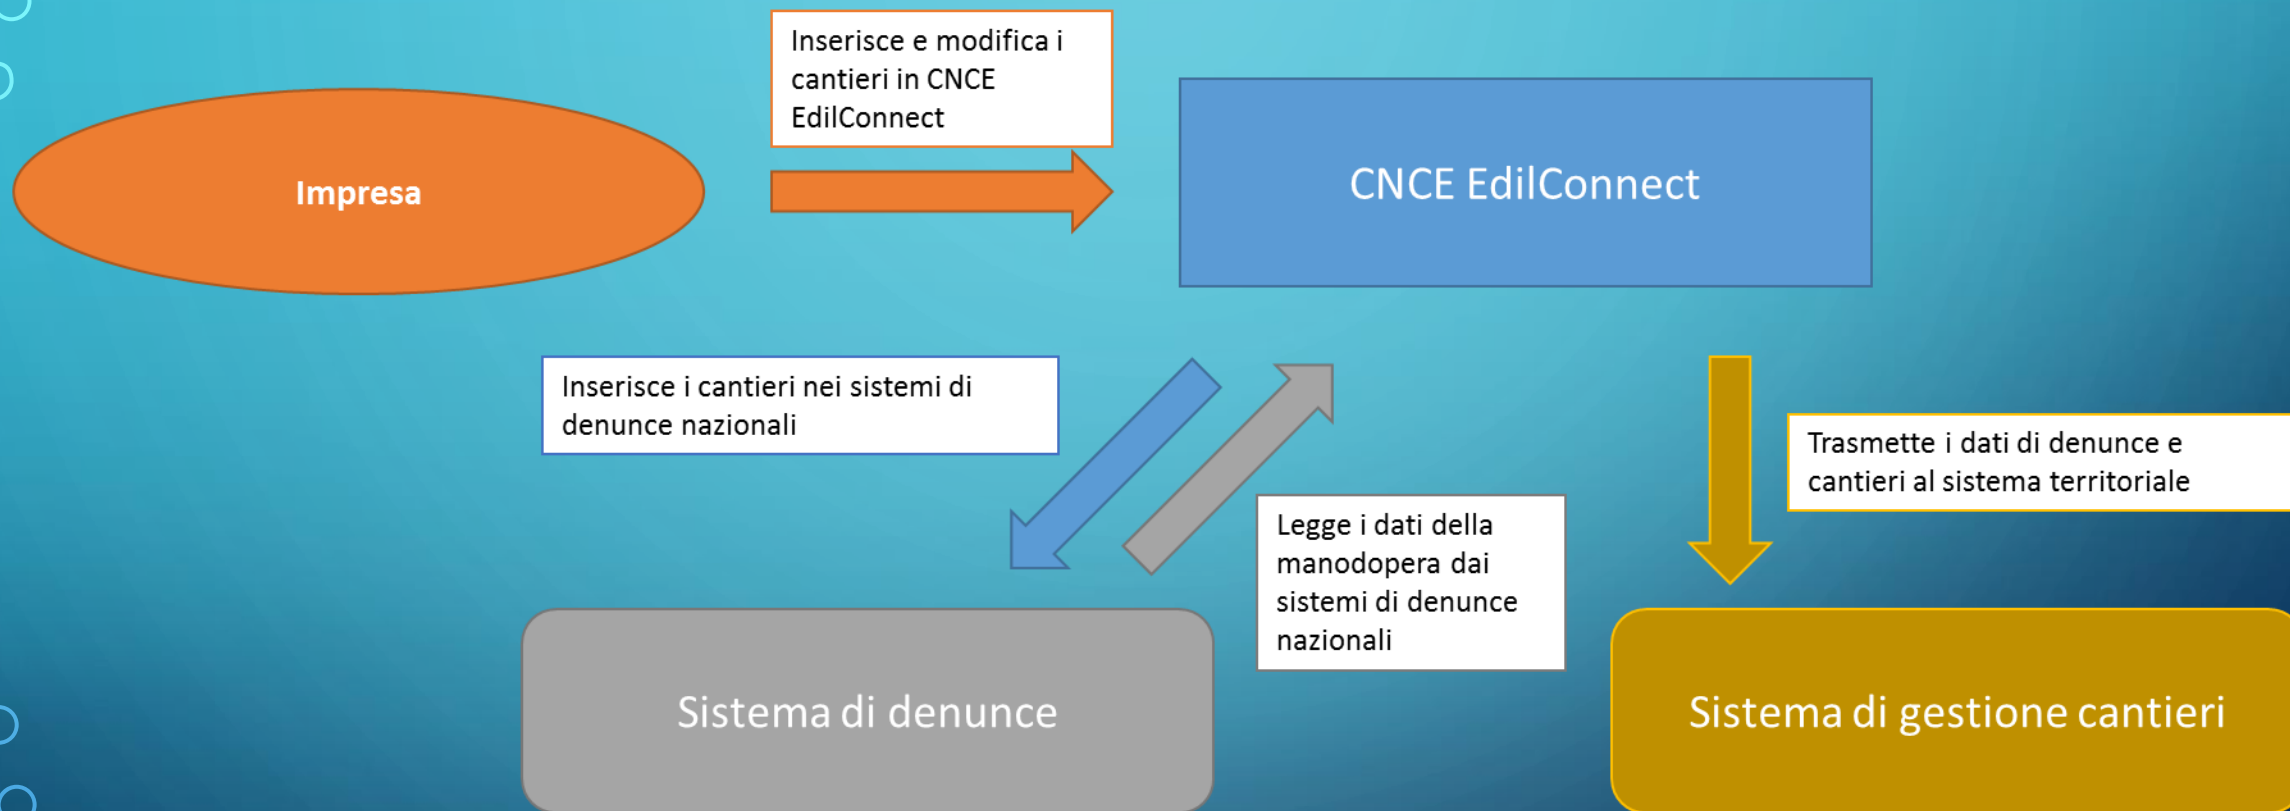 Inserisce e modifica i
cantieri in CNCE
EdilConnect
Impresa
CNCE EdilConnect
Inserisce i cantieri nei sistemi di
denunce nazionali
Trasmette i dati di denunce e
cantieri al sistema territoriale
Legge i dati della
manodopera dai
sistemi di denunce
nazionali
Sistema di denunce
Sistema di gestione cantieri